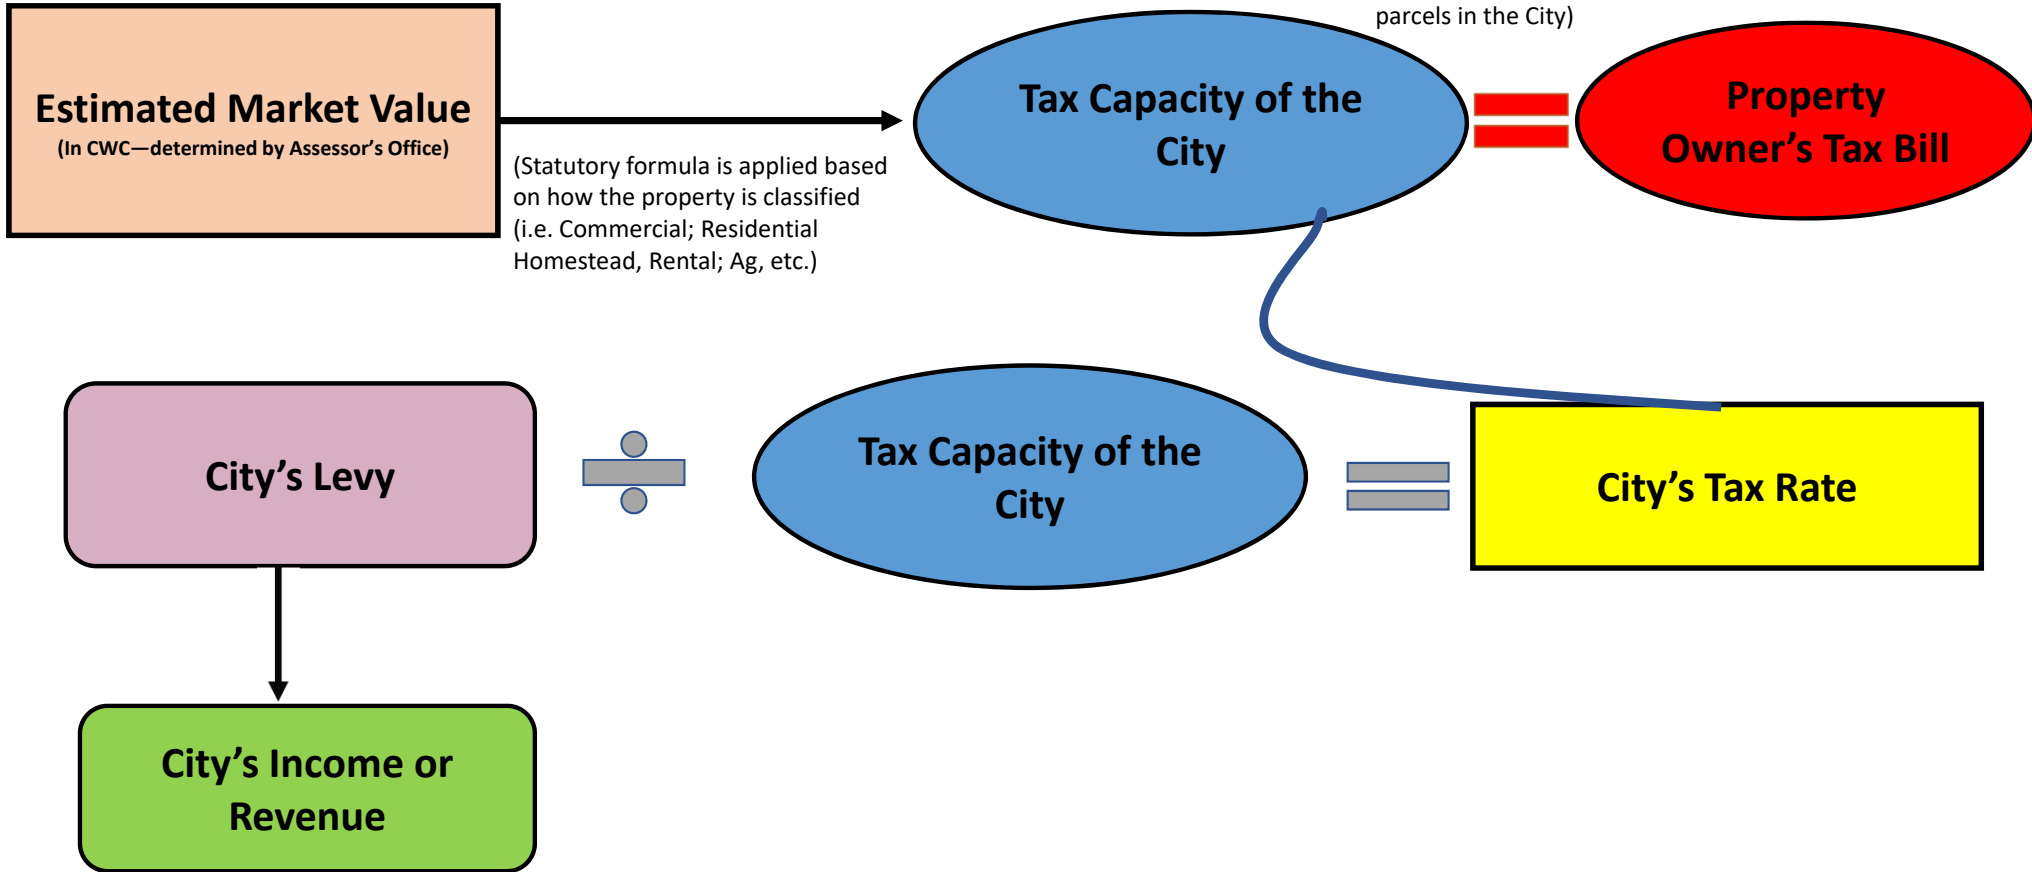 parcels in the City)
Estimated Market Value
(In CWC—determined by Assessor's Office)
Tax Capacity of the
City
Property
Owner's Tax Bill
(Statutory formula is applied based
on how the property is classified
(i.e. Commercial; Residential
Homestead, Rental; Ag, etc.)
City's Levy
Tax Capacity of the
City
City's Tax Rate
City's Income or
Revenue